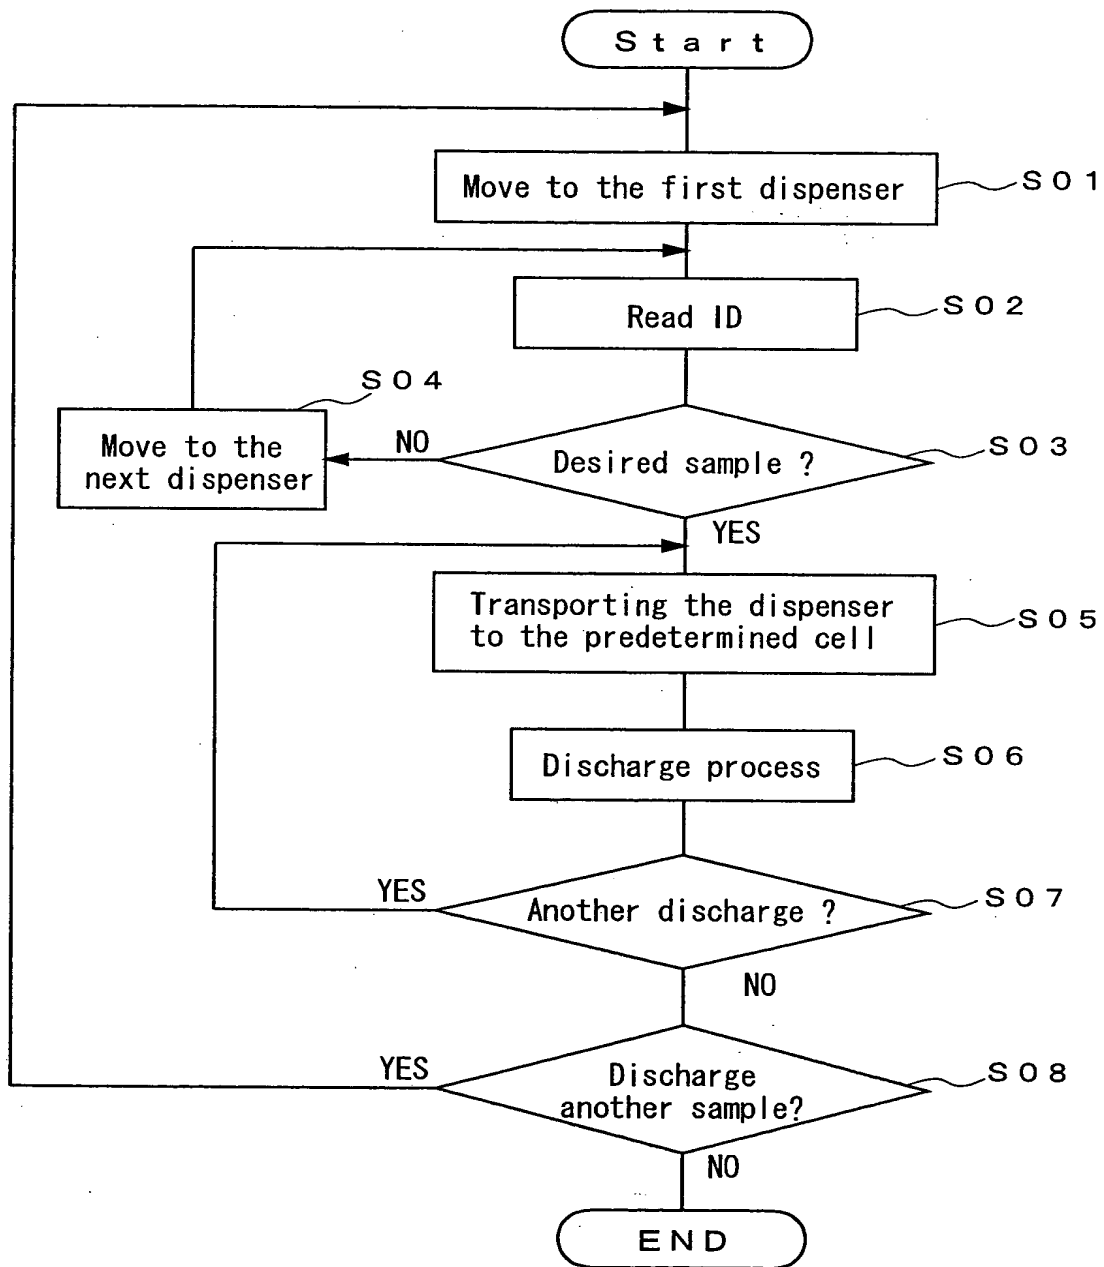 Start
Move to the first dispenser
S01
Read ID
S02
S04
Move to the
next dispenser
NO
Desired sample ?
S03
YES
Transporting the dispenser
to the predetermined cell
S05
Discharge process
S06
YES
Another discharge ?
S07
NO
YES
Discharge
another sample?
S08
NO
END